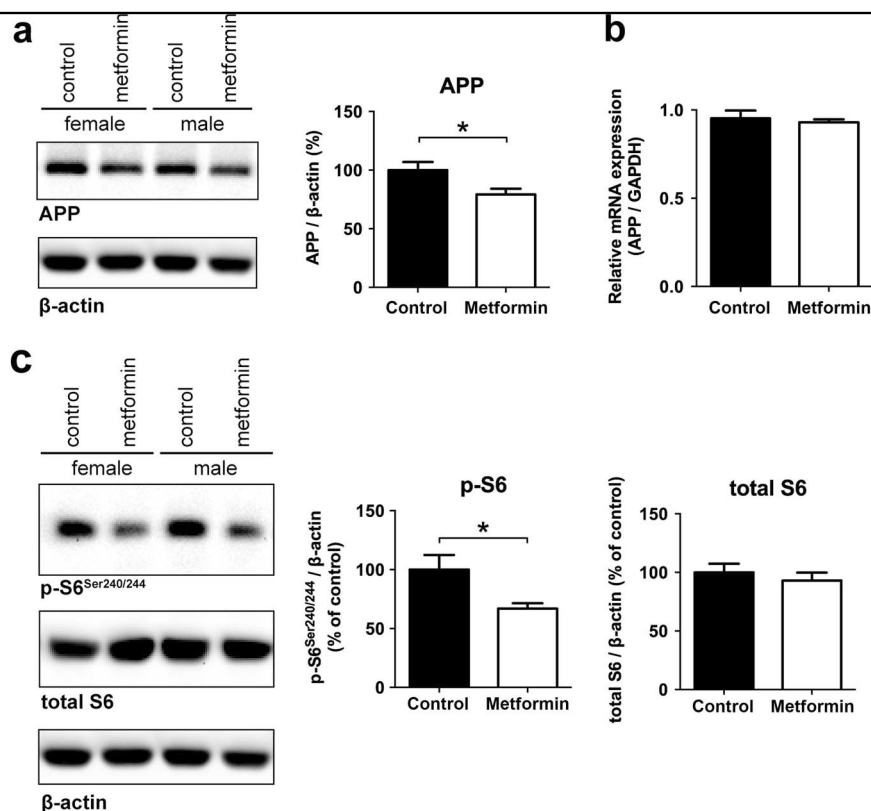 a
control
metformin
control
metformin
female
male
APP
β-actin
APP
APP / β-actin (%)
150
100
50
0
*
Control
Metformin
b
Relative mRNA expression
(APP / GAPDH)
1.0
0.5
0.0
Control
Metformin
c
control
metformin
control
metformin
female
male
p-S6Ser240/244
total S6
β-actin
p-S6
p-S6Ser240/244 / β-actin
(% of control)
150
100
50
0
*
Control
Metformin
total S6
total S6 / β-actin (% of control)
150
100
50
0
Control
Metformin